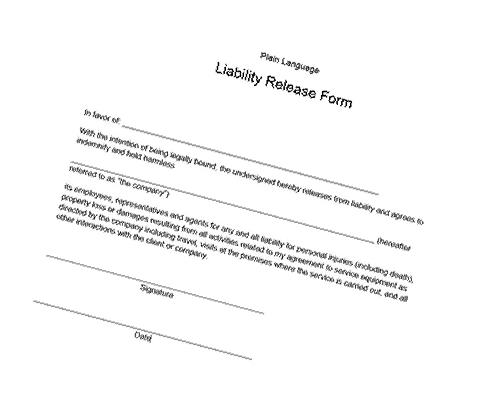 Plain Language
Liability Release Form
In favor of:
With the intention of being legally bound, the undersigned hereby releases from liability and agrees to
indemnify and hold harmless
(hereafter
referred to as "the company")
its employees, representatives and agents for any and all liability for personal injuries (including death),
property loss or damages resulting from all activities related to my agreement to service equipment as
directed by the company including travel, visits at the premises where the service is carried out, and all
other interactions with the client or company.
Signature
Date